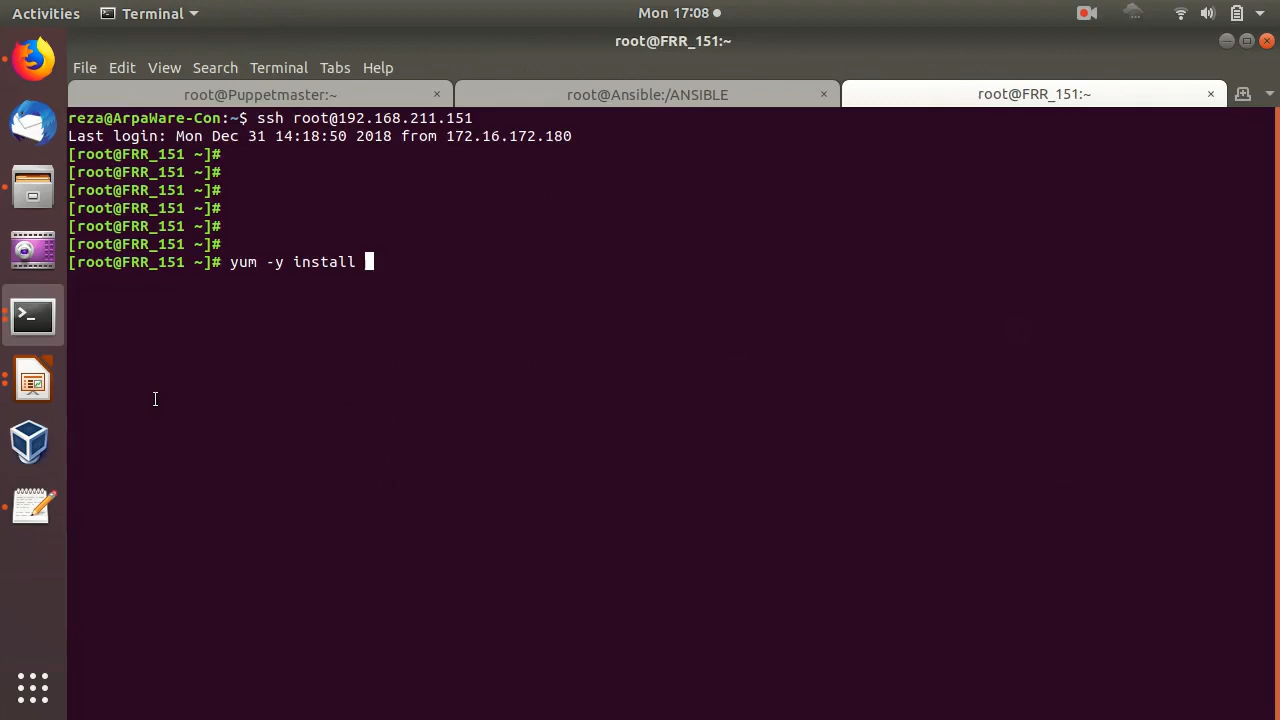 Activities Terminal Mon 17:08
root@FRR_151:~
File Edit View Search Terminal Tabs Help
root@Puppetmaster:~ × root@Ansible:/ANSIBLE × root@FRR_151:~ ×
reza@ArpaWare-Con:~$ ssh root@192.168.211.151
Last login: Mon Dec 31 14:18:50 2018 from 172.16.172.180
[root@FRR_151 ~]#
[root@FRR_151 ~]#
[root@FRR_151 ~]#
[root@FRR_151 ~]#
[root@FRR_151 ~]#
[root@FRR_151 ~]#
[root@FRR_151 ~]# yum -y install